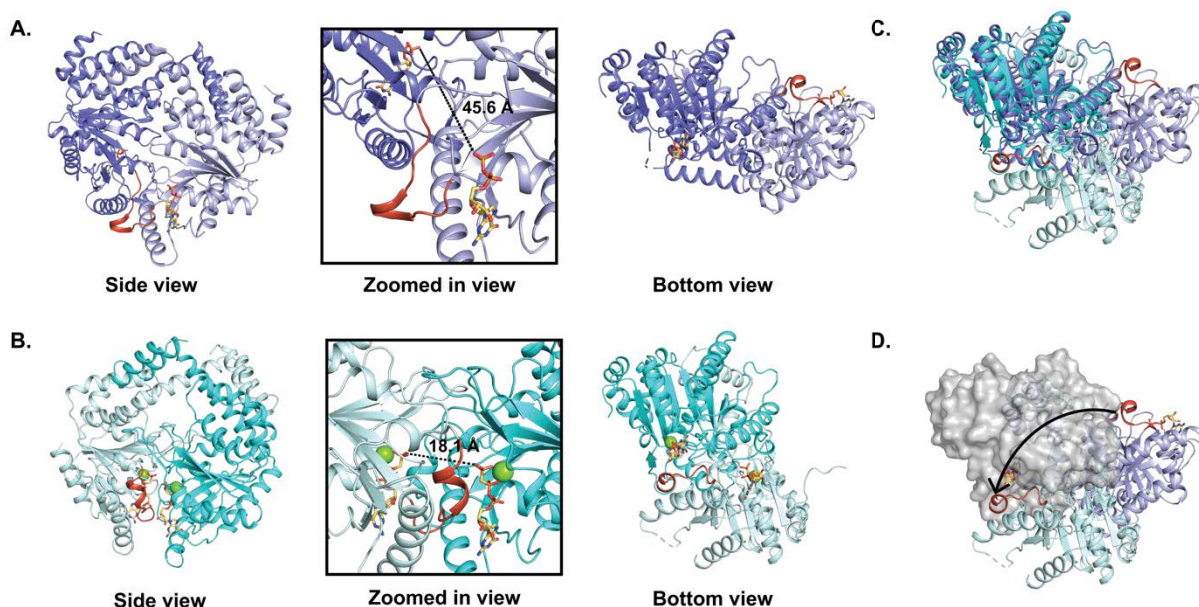 A.
C.
45.6 Å
Side view
Zoomed in view
Bottom view
B.
D.
18.1 Å
Side view
Zoomed in view
Bottom view